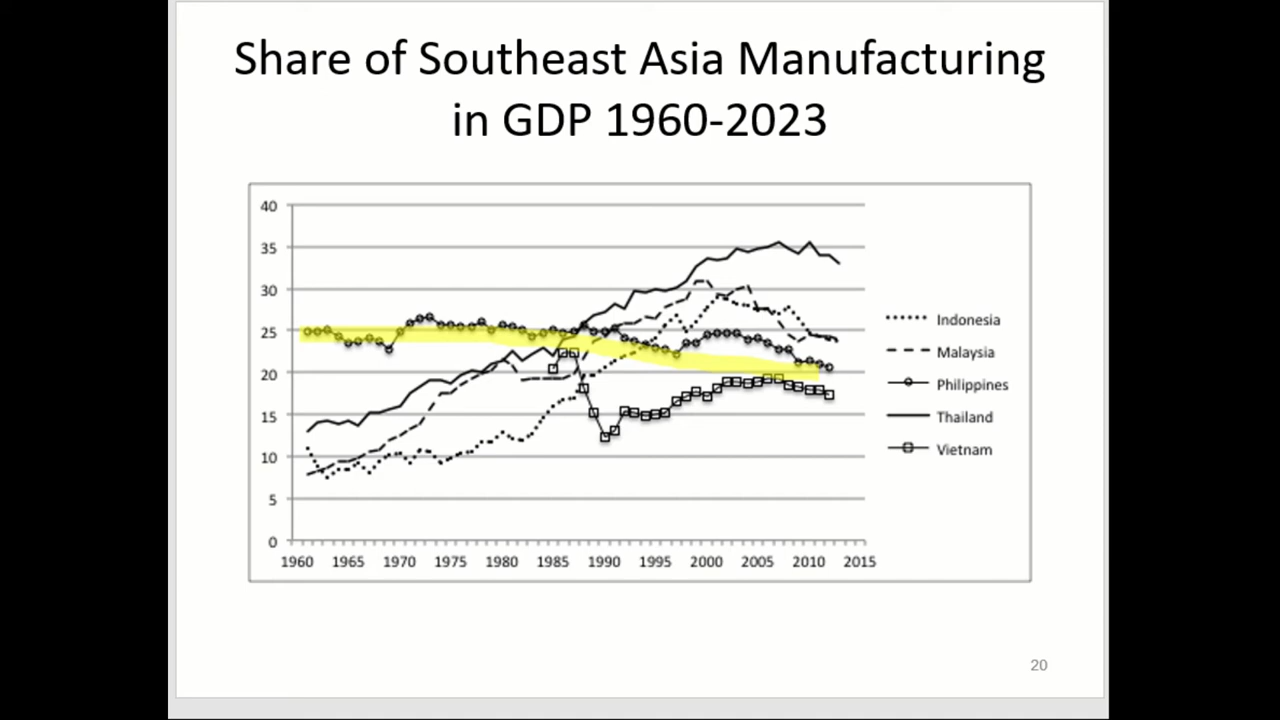 Share of Southeast Asia Manufacturing
in GDP 1960-2023
40
35
30
25
20
15
10
5
0
1960 1965 1970 1975 1980 1985 1990 1995 2000 2005 2010 2015
Indonesia
Malaysia
Philippines
Thailand
Vietnam
20